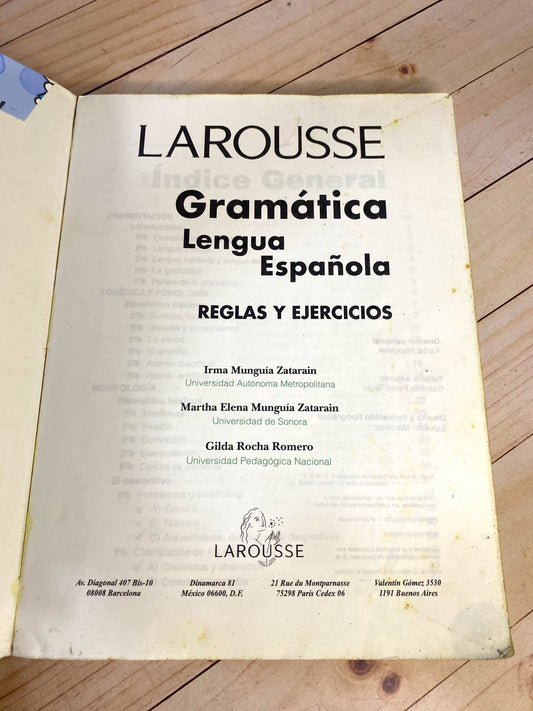 LAROUSSE
Gramática
Lengua
Española
REGLAS Y EJERCICIOS
Irma Munguía Zatarain
Universidad Autónoma Metropolitana
Martha Elena Munguía Zatarain
Universidad de Sonora
Gilda Rocha Romero
Universidad Pedagógica Nacional
LAROUSSE
Av. Diagonal 407 Bis-10 Dinamarca 81 21 Rue du Montparnasse Valentín Gómez 3530
08008 Barcelona México 06600, D.F. 75298 París Cedex 06 1191 Buenos Aires